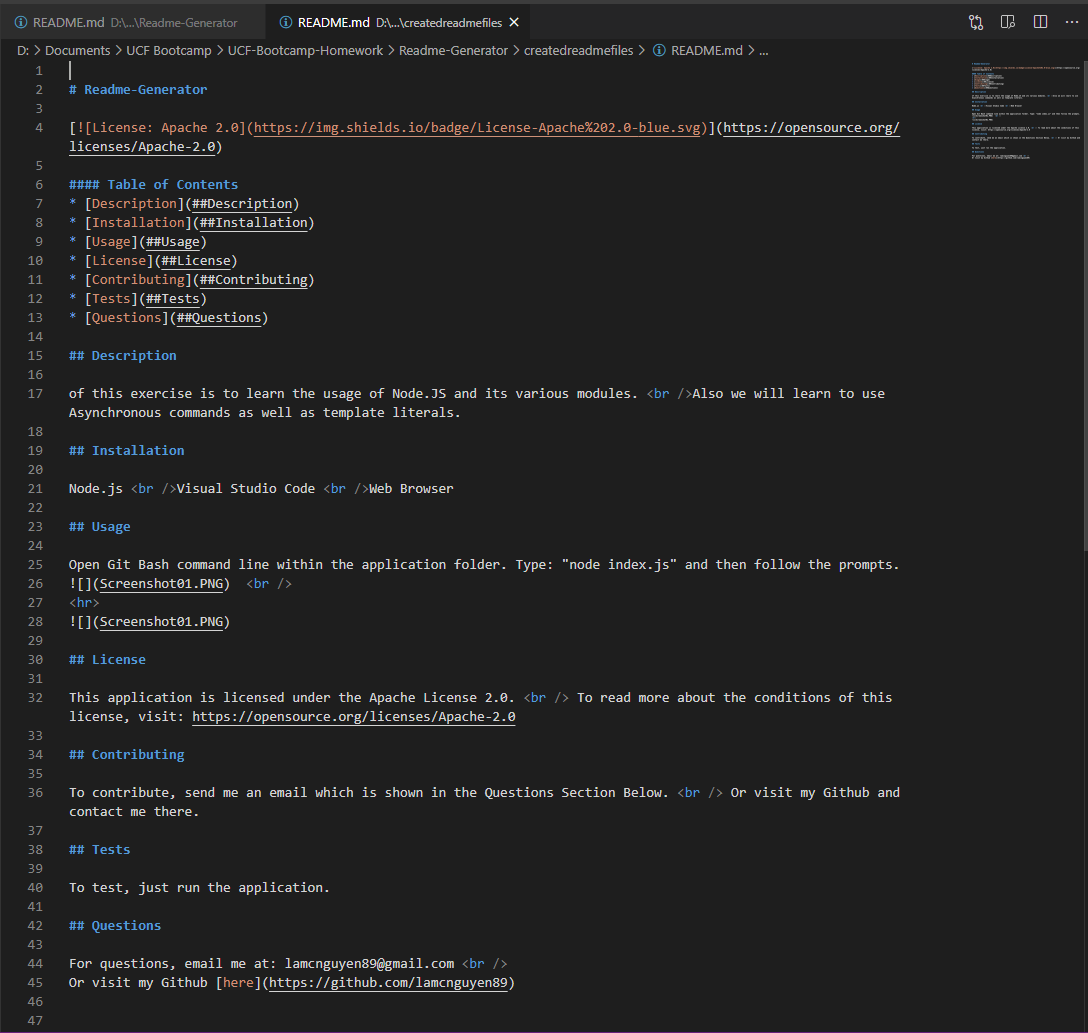 README.md D:\...\Readme-Generator
README.md D:\...\createdreadmefiles
D: > Documents > UCF Bootcamp > UCF-Bootcamp-Homework > Readme-Generator > createdreadmefiles > README.md > ...
1
2 # Readme-Generator
3
4 [![License: Apache 2.0](https://img.shields.io/badge/License-Apache%202.0-blue.svg)](https://opensource.org/
licenses/Apache-2.0)
5
6 #### Table of Contents
7 * [Description](##Description)
8 * [Installation](##Installation)
9 * [Usage](##Usage)
10 * [License](##License)
11 * [Contributing](##Contributing)
12 * [Tests](##Tests)
13 * [Questions](##Questions)
14
15 ## Description
16
17 of this exercise is to learn the usage of Node.JS and its various modules. <br />Also we will learn to use
Asynchronous commands as well as template literals.
18
19 ## Installation
20
21 Node.js <br />Visual Studio Code <br />Web Browser
22
23 ## Usage
24
25 Open Git Bash command line within the application folder. Type: "node index.js" and then follow the prompts.
26 ![](Screenshot01.PNG)  <br />
27 <hr>
28 ![](Screenshot01.PNG)
29
30 ## License
31
32 This application is licensed under the Apache License 2.0. <br /> To read more about the conditions of this
license, visit: https://opensource.org/licenses/Apache-2.0
33
34 ## Contributing
35
36 To contribute, send me an email which is shown in the Questions Section Below. <br /> Or visit my Github and
contact me there.
37
38 ## Tests
39
40 To test, just run the application.
41
42 ## Questions
43
44 For questions, email me at: lamcnguyen89@gmail.com <br />
45 Or visit my Github [here](https://github.com/lamcnguyen89)
46
47